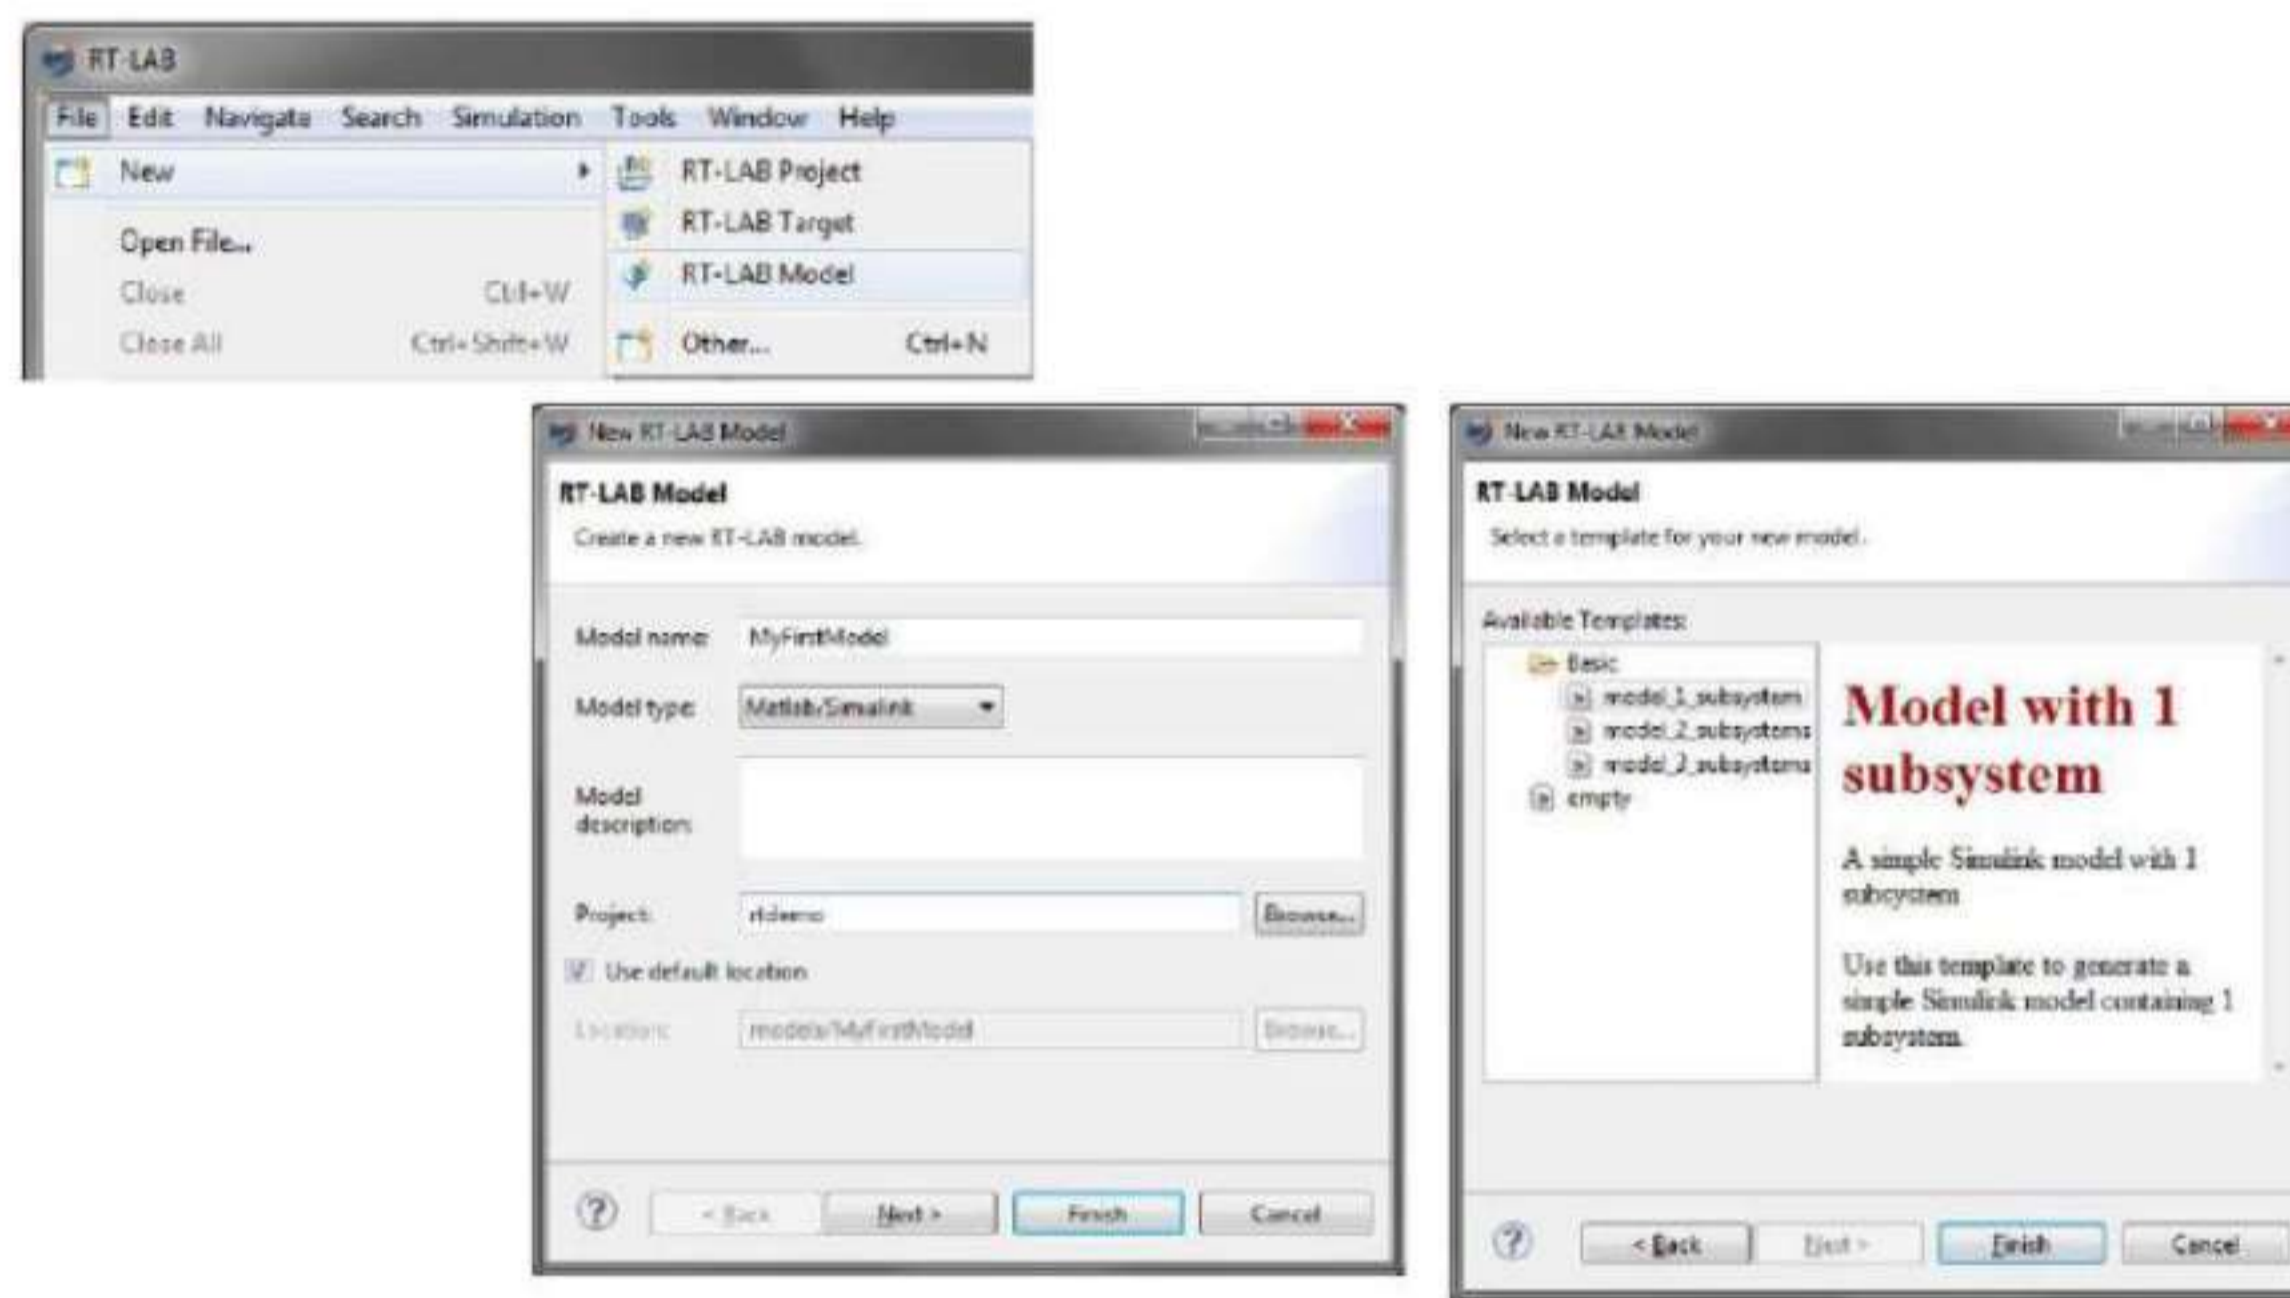 RT-LAB
File Edit Navigate Search Simulation Tools Window Help
New
Open File...
Close Ctrl+W
Close All Ctrl+Shift+W
RT-LAB Project
RT-LAB Target
RT-LAB Model
Other... Ctrl+N
New RT-LAB Model
RT-LAB Model
Create a new RT-LAB model.
Model name: MyFirstModel
Model type: Matlab/Simulink
Model
description:
Project: rtdemo Browse...
Use default location
Location: models/MyFirstModel Browse...
< Back Next > Finish Cancel
New RT-LAB Model
RT-LAB Model
Select a template for your new model.
Available Templates:
Basic
model_1_subsystem
model_2_subsystems
model_3_subsystems
empty
Model with 1
subsystem
A simple Simulink model with 1
subsystem
Use this template to generate a
simple Simulink model containing 1
subsystem.
< Back Next > Finish Cancel